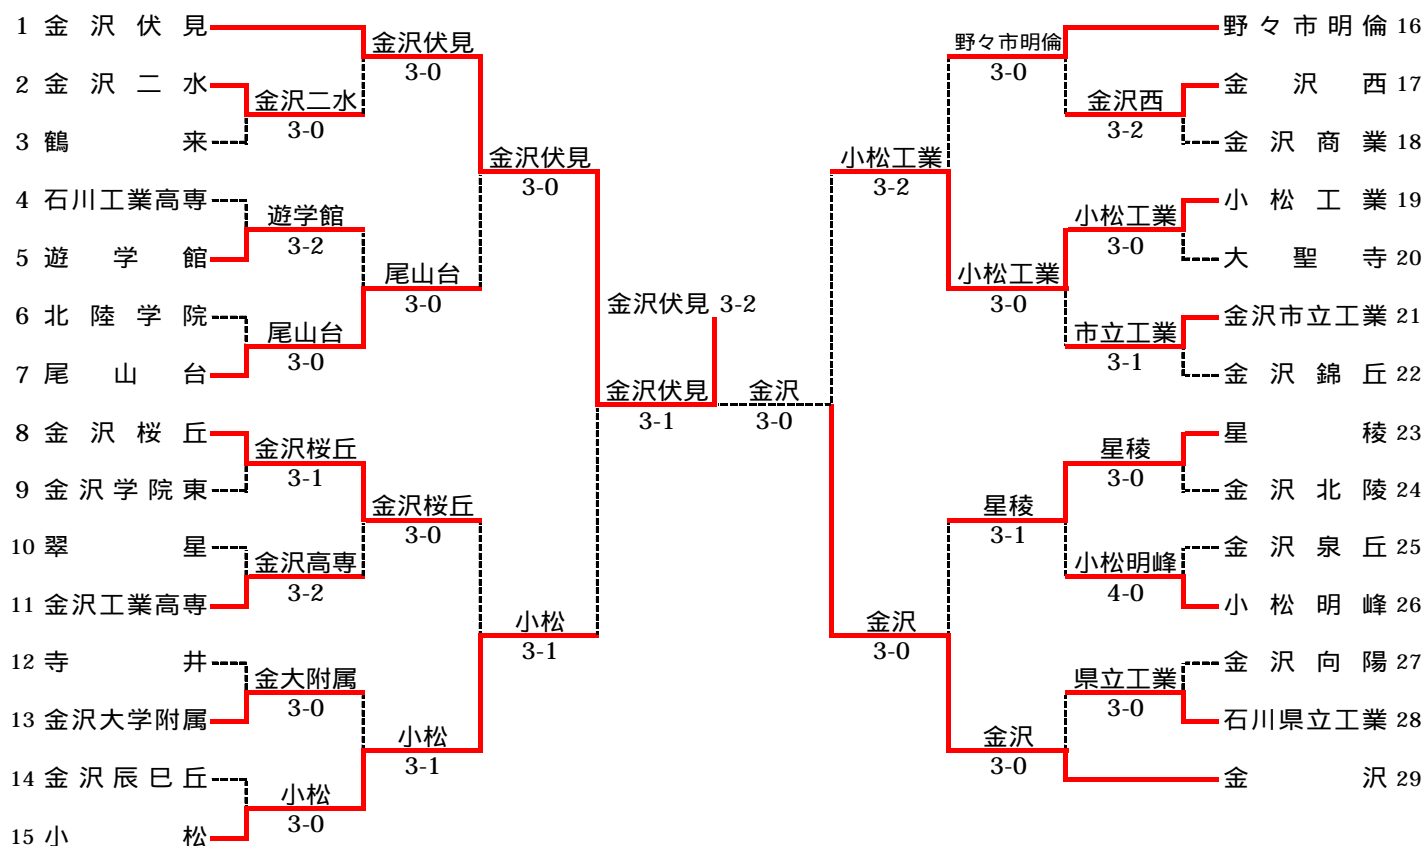 1 金沢伏見
2 金沢二水
3 鶴来
4 石川工業高専
5 遊学館
6 北陸学院
7 尾山台
8 金沢桜丘
9 金沢学院東
10 翠星
11 金沢工業高専
12 寺井
13 金沢大学附属
14 金沢辰巳丘
15 小松
金沢二水
3-0
遊学館
3-2
尾山台
3-0
金沢桜丘
3-1
金沢高専
3-2
金大附属
3-0
小松
3-0
金沢伏見
3-0
尾山台
3-0
金沢桜丘
3-0
小松
3-1
金沢伏見
3-0
小松
3-1
金沢伏見 3-2
金沢伏見
3-1
金沢
3-0
小松工業
3-2
金沢
3-0
野々市明倫
3-0
小松工業
3-0
星稜
3-1
金沢
3-0
金沢西
3-2
小松工業
3-0
市立工業
3-1
星稜
3-0
小松明峰
4-0
県立工業
3-0
野々市明倫 16
金沢西 17
金沢商業 18
小松工業 19
大聖寺 20
金沢市立工業 21
金沢錦丘 22
星稜 23
金沢北陵 24
金沢泉丘 25
小松明峰 26
金沢向陽 27
石川県立工業 28
金沢 29